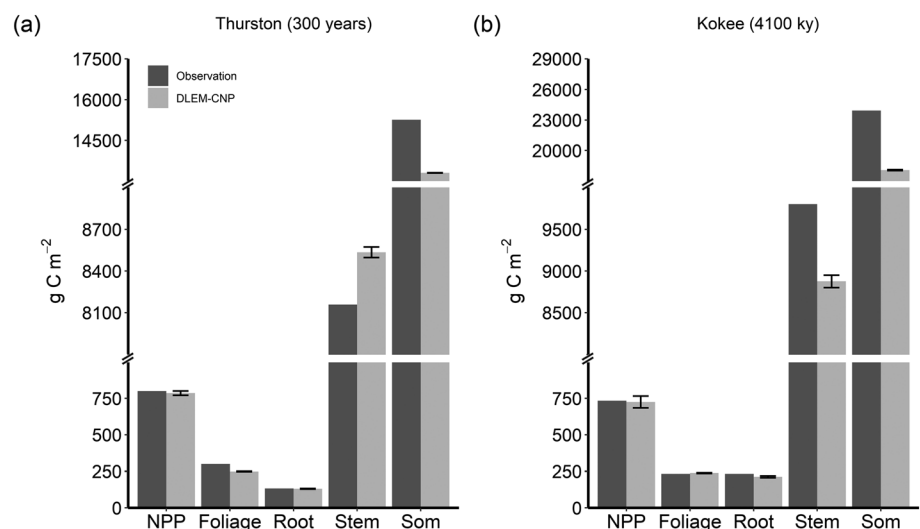 (a)
Thurston (300 years)
17500
16000
14500
8700
8400
8100
750
500
250
0
g C m⁻²
Observation
DLEM-CNP
NPP Foliage Root Stem Som
(b)
Kokee (4100 ky)
29000
26000
23000
20000
9500
9000
8500
750
500
250
0
g C m⁻²
NPP Foliage Root Stem Som